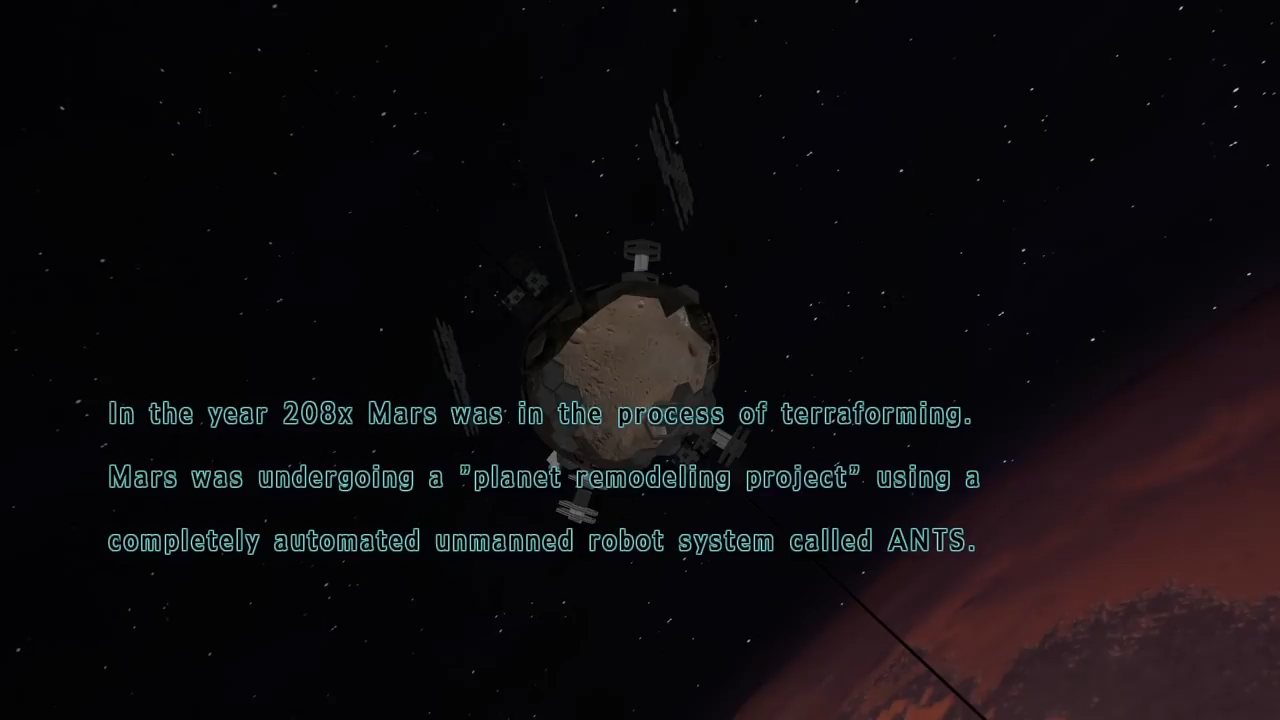 In the year 208x Mars was in the process of terraforming.
Mars was undergoing a "planet remodeling project" using a
completely automated unmanned robot system called ANTS.